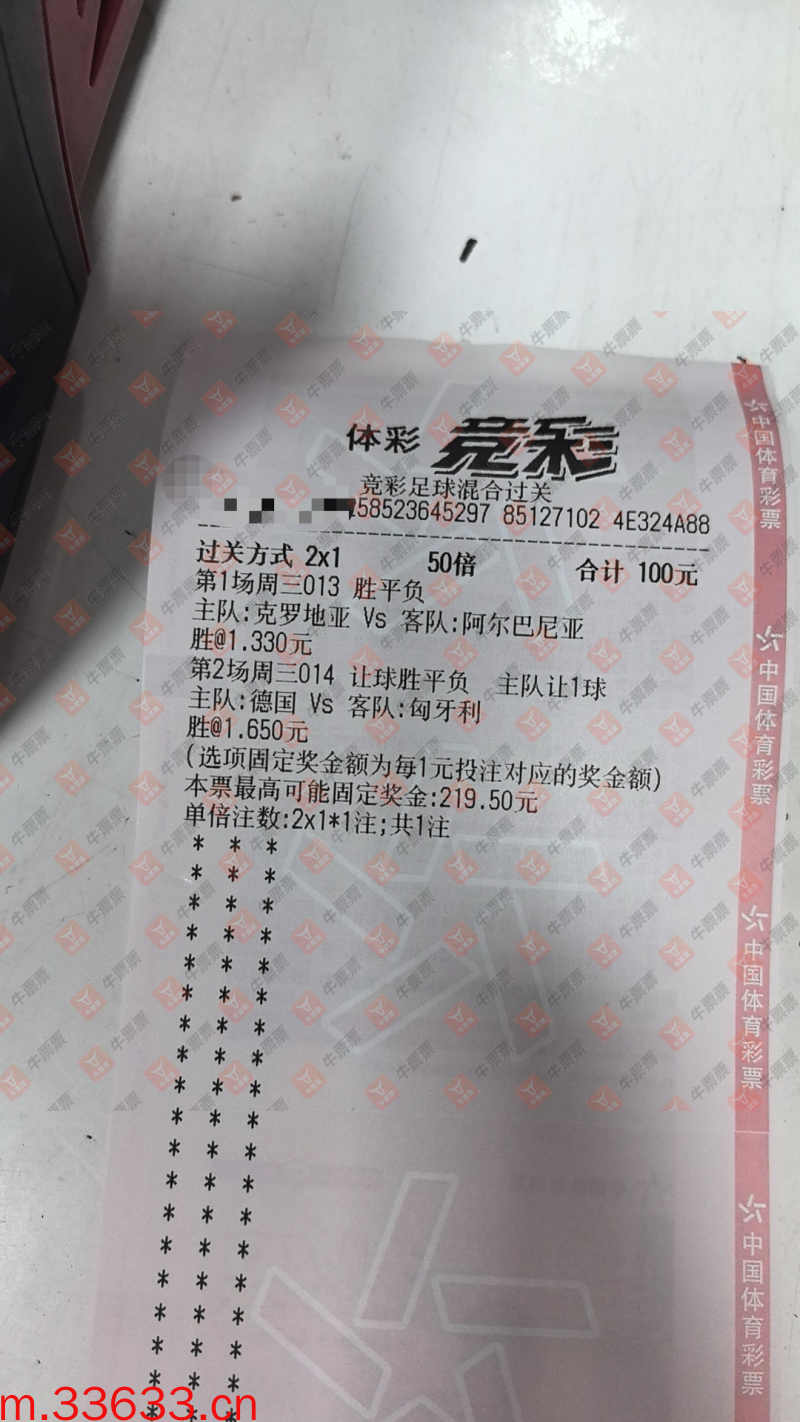 体彩 竞彩
竞彩足球混合过关
58523645297 85127102 4E324A88
过关方式 2x1 50倍 合计 100元
第1场周三013 胜平负
主队:克罗地亚 Vs 客队:阿尔巴尼亚
胜@1.330元
第2场周三014 让球胜平负 主队让1球
主队:德国 Vs 客队:匈牙利
胜@1.650元
(选项固定奖金额为每1元投注对应的奖金额)
本票最高可能固定奖金:219.50元
单倍注数:2x1*1注;共1注
中国体育彩票
中国体育彩票
中国体育彩票
中国体育彩票
牛票票
m.33633.cn